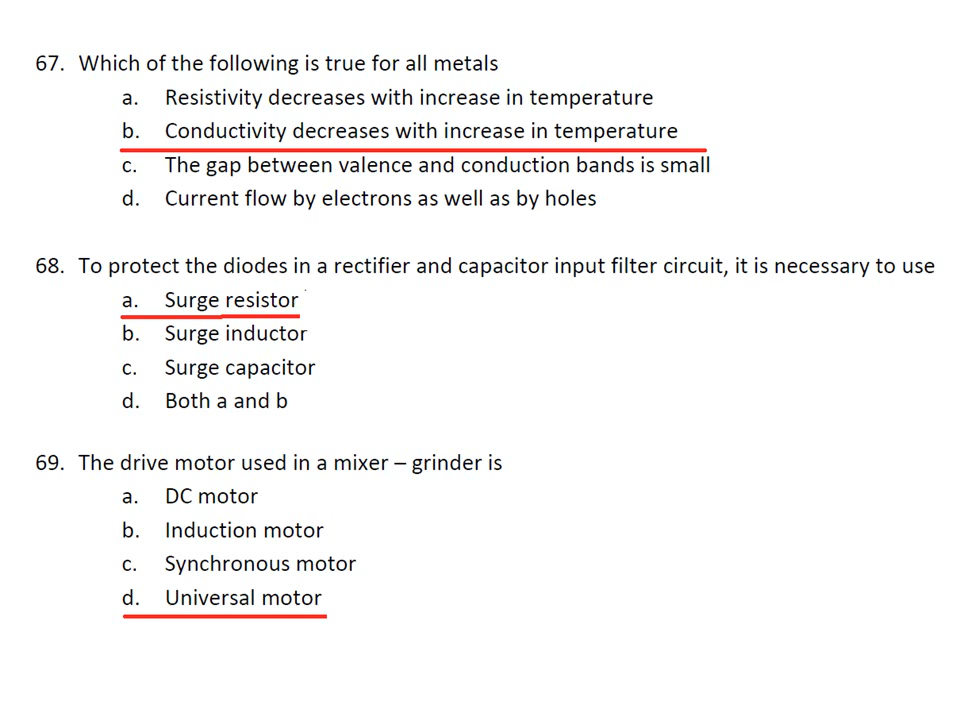 67. Which of the following is true for all metals
a. Resistivity decreases with increase in temperature
b. Conductivity decreases with increase in temperature
c. The gap between valence and conduction bands is small
d. Current flow by electrons as well as by holes
68. To protect the diodes in a rectifier and capacitor input filter circuit, it is necessary to use
a. Surge resistor
b. Surge inductor
c. Surge capacitor
d. Both a and b
69. The drive motor used in a mixer – grinder is
a. DC motor
b. Induction motor
c. Synchronous motor
d. Universal motor